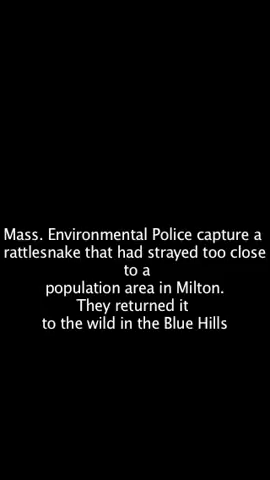 Mass. Environmental Police capture a
rattlesnake that had strayed too close
to a
population area in Milton.
They returned it
to the wild in the Blue Hills